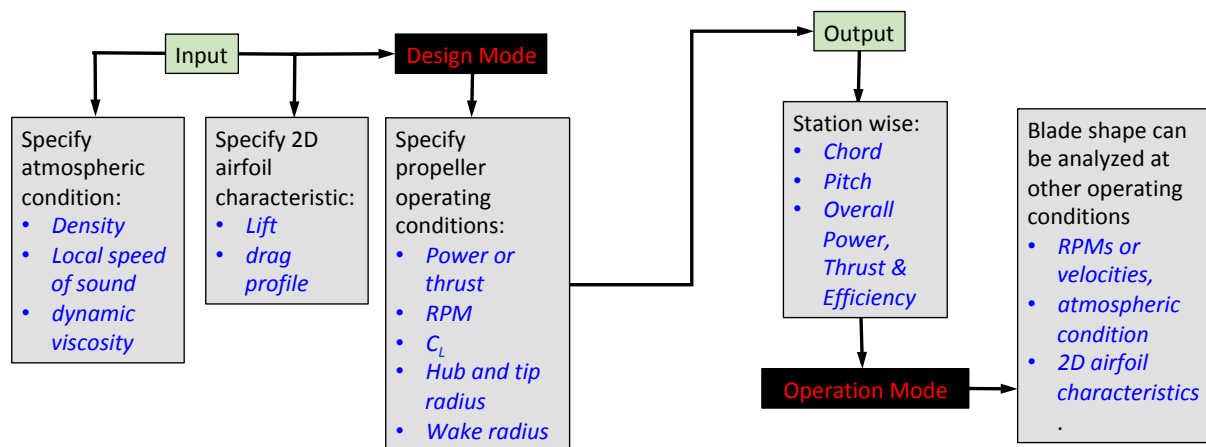 Input
Design Mode
Output
Specify
atmospheric
condition:
• Density
• Local speed
of sound
• dynamic
viscosity
Specify 2D
airfoil
characteristic:
• Lift
• drag
profile
Specify
propeller
operating
conditions:
• Power or
thrust
• RPM
• CL
• Hub and tip
radius
• Wake radius
Station wise:
• Chord
• Pitch
• Overall
Power,
Thrust &
Efficiency
Operation Mode
Blade shape can
be analyzed at
other operating
conditions
• RPMs or
velocities,
• atmospheric
condition
• 2D airfoil
characteristics
.